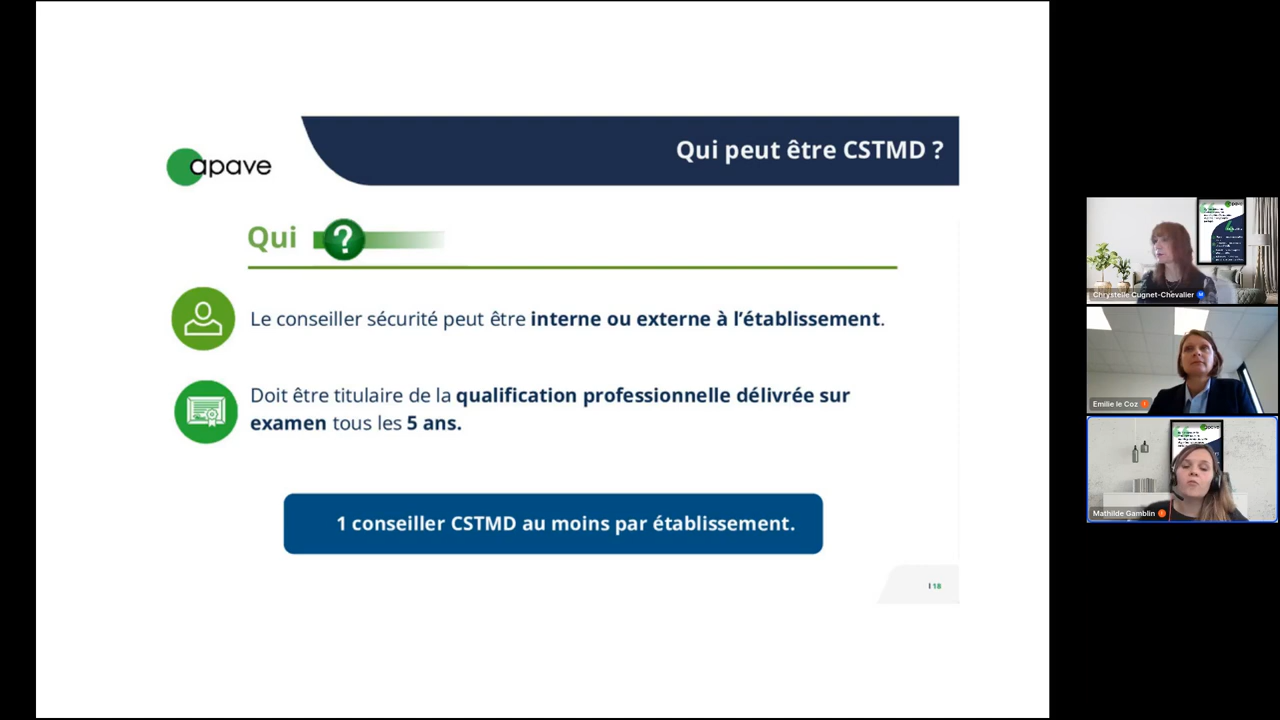 Qui peut être CSTMD ?
apave
Qui ?
Le conseiller sécurité peut être interne ou externe à l’établissement.
Doit être titulaire de la qualification professionnelle délivrée sur
examen tous les 5 ans.
1 conseiller CSTMD au moins par établissement.
18
Chrystelle Cugnet-Chevalier
Emilie le Coz
Mathilde Gamblin